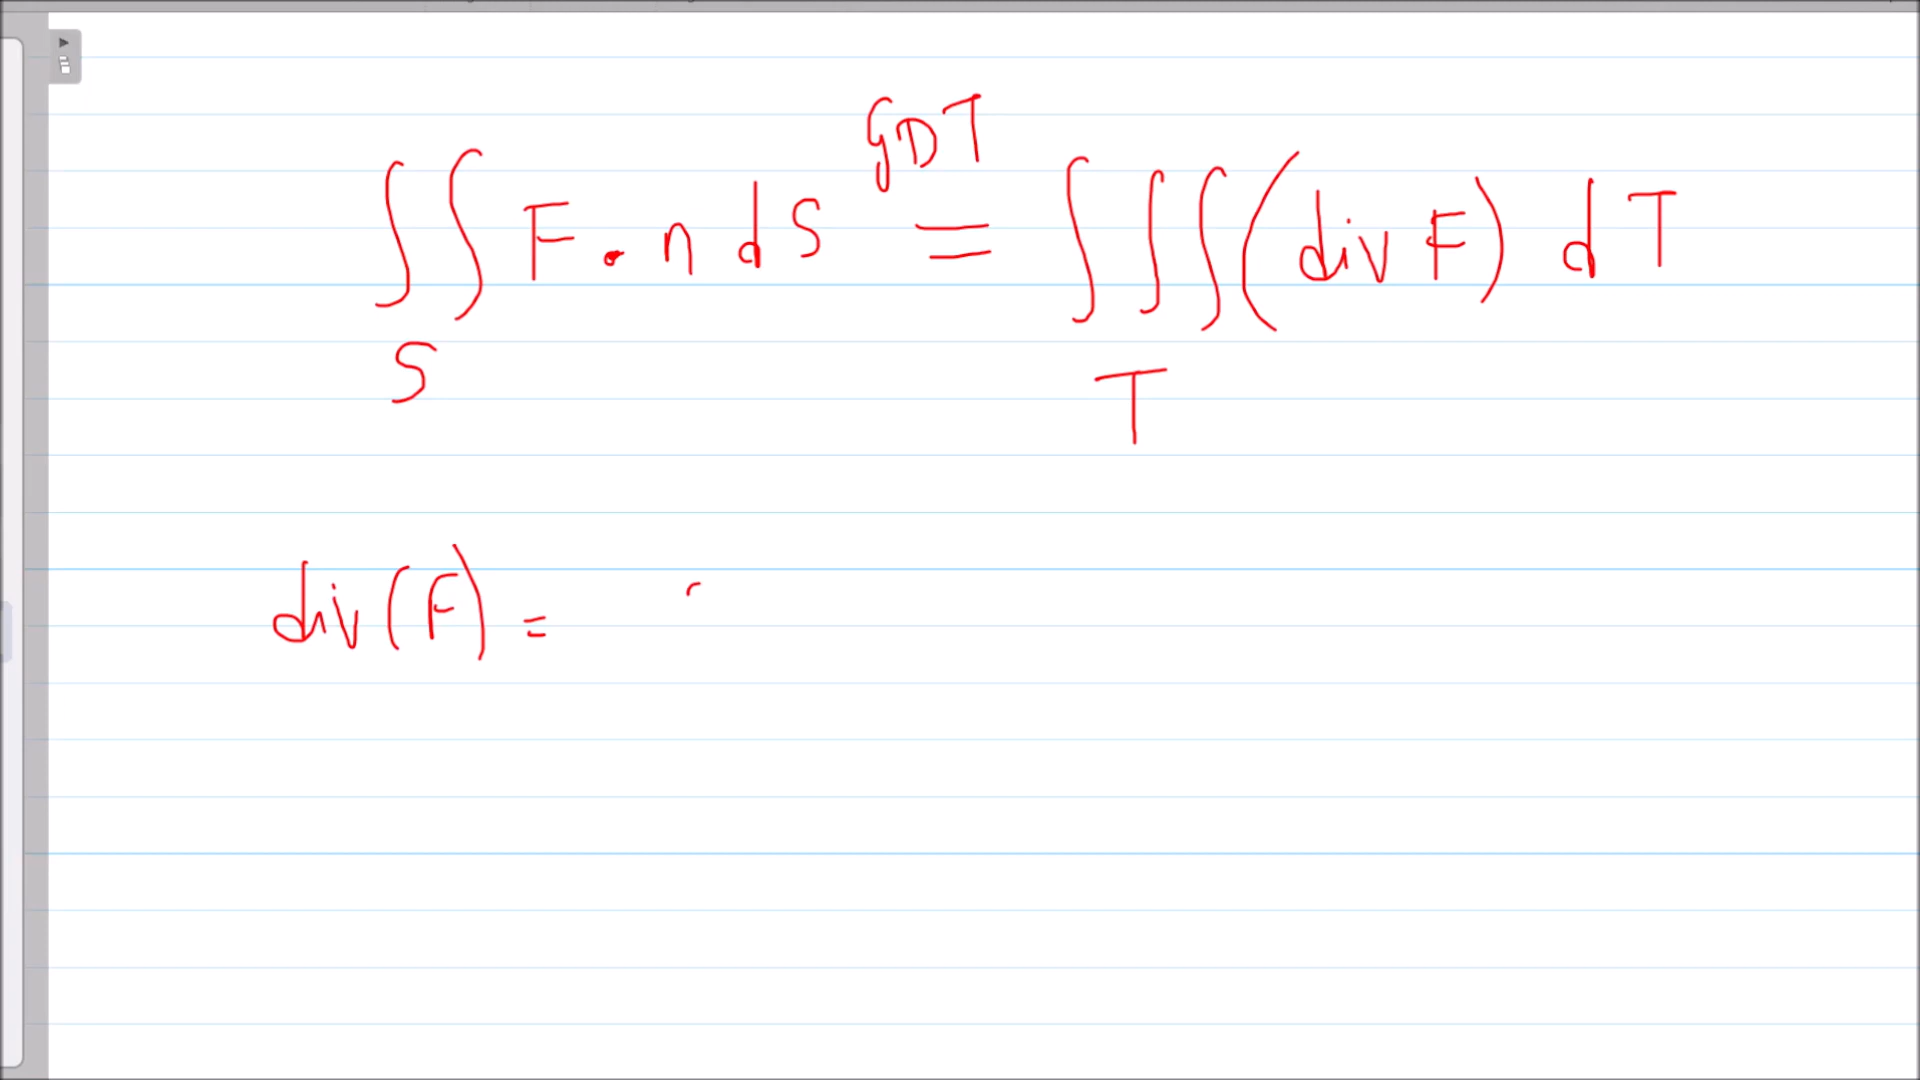 GDT
∫∫ F . n dS = ∫∫∫ (div F) dT
S T
div(F) =